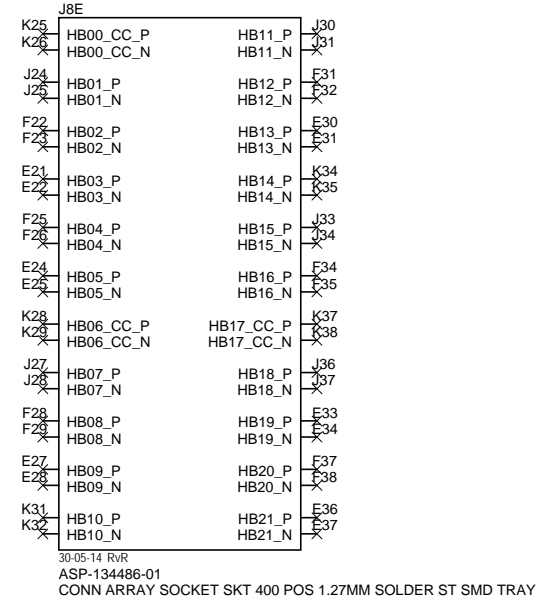 J8E
K25 HB00_CC_P HB11_P J30
K26 HB00_CC_N HB11_N J31
J24 HB01_P HB12_P F31
J25 HB01_N HB12_N F32
F22 HB02_P HB13_P E30
F23 HB02_N HB13_N E31
E21 HB03_P HB14_P K34
E22 HB03_N HB14_N K35
F25 HB04_P HB15_P J33
F26 HB04_N HB15_N J34
E24 HB05_P HB16_P F34
E25 HB05_N HB16_N F35
K28 HB06_CC_P HB17_CC_P K37
K29 HB06_CC_N HB17_CC_N K38
J27 HB07_P HB18_P J36
J28 HB07_N HB18_N J37
F28 HB08_P HB19_P E33
F29 HB08_N HB19_N E34
E27 HB09_P HB20_P F37
E28 HB09_N HB20_N F38
K31 HB10_P HB21_P E36
K32 HB10_N HB21_N E37
30-05-14 RvR
ASP-134486-01
CONN ARRAY SOCKET SKT 400 POS 1.27MM SOLDER ST SMD TRAY